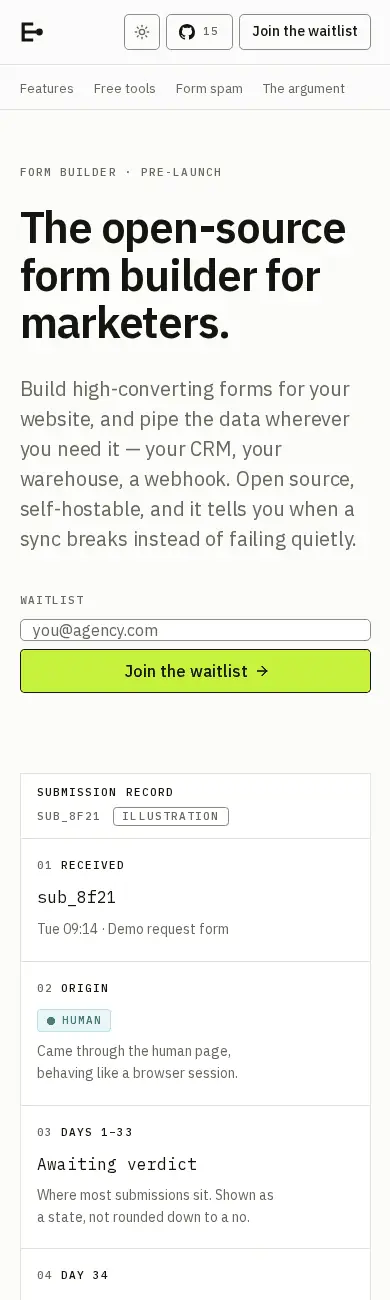 15
Join the waitlist
Features
Free tools
Form spam
The argument
FORM BUILDER · PRE-LAUNCH
The open-source
form builder for
marketers.
Build high-converting forms for your
website, and pipe the data wherever
you need it — your CRM, your
warehouse, a webhook. Open source,
self-hostable, and it tells you when a
sync breaks instead of failing quietly.
WAITLIST
you@agency.com
Join the waitlist →
SUBMISSION RECORD
SUB_8F21 ILLUSTRATION
01 RECEIVED
sub_8f21
Tue 09:14 · Demo request form
02 ORIGIN
HUMAN
Came through the human page,
behaving like a browser session.
03 DAYS 1–33
Awaiting verdict
Where most submissions sit. Shown as
a state, not rounded down to a no.
04 DAY 34